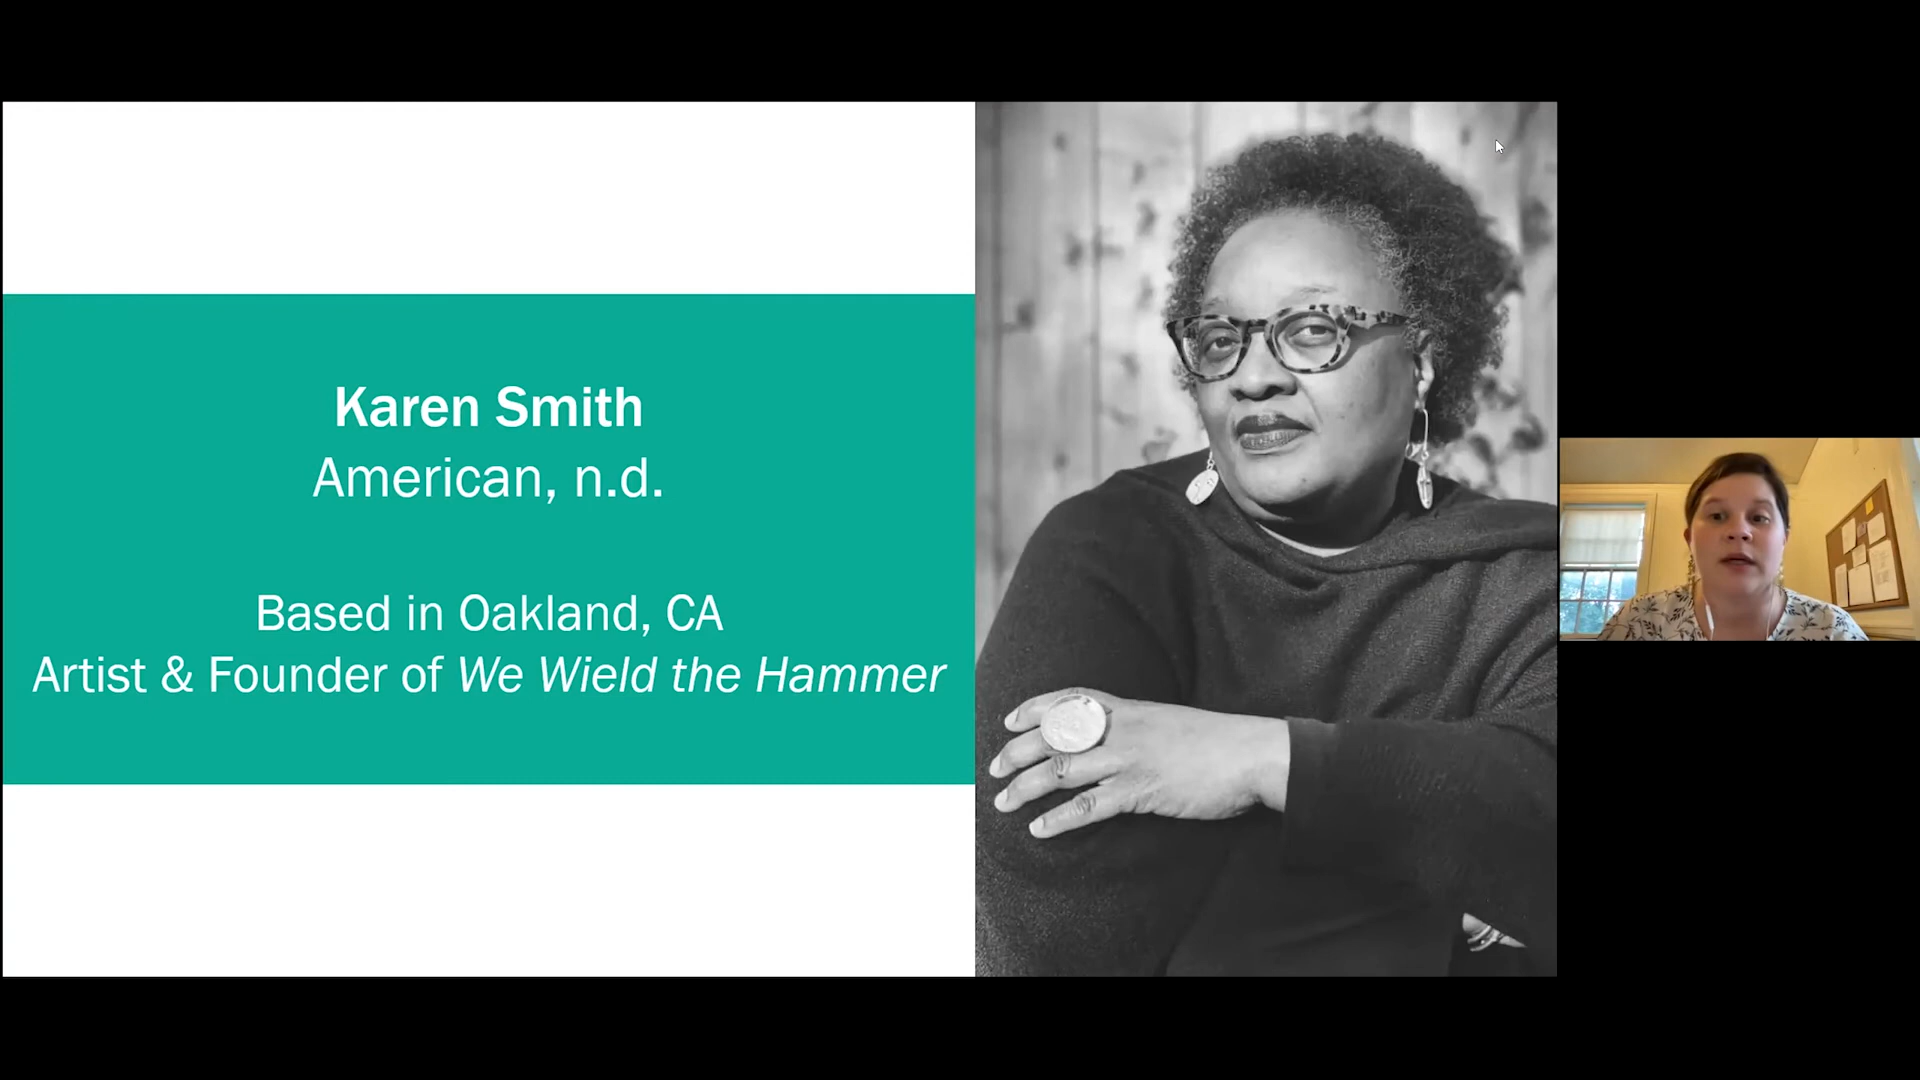 Karen Smith
American, n.d.
Based in Oakland, CA
Artist & Founder of We Wield the Hammer